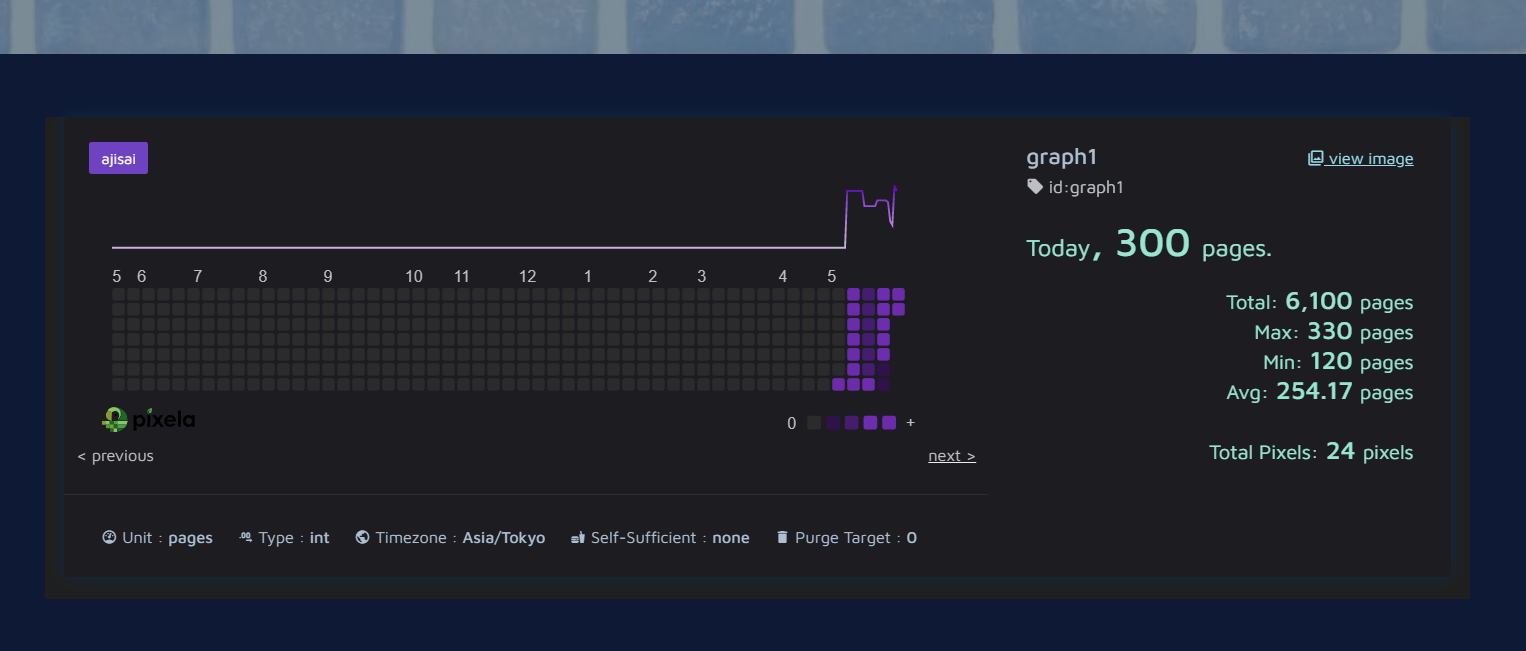 ajisai
5 6 7 8 9 10 11 12 1 2 3 4 5
pixela
0 +
< previous
next >
Unit : pages Type : int Timezone : Asia/Tokyo Self-Sufficient : none Purge Target : 0
graph1
view image
id:graph1
Today, 300 pages.
Total: 6,100 pages
Max: 330 pages
Min: 120 pages
Avg: 254.17 pages
Total Pixels: 24 pixels